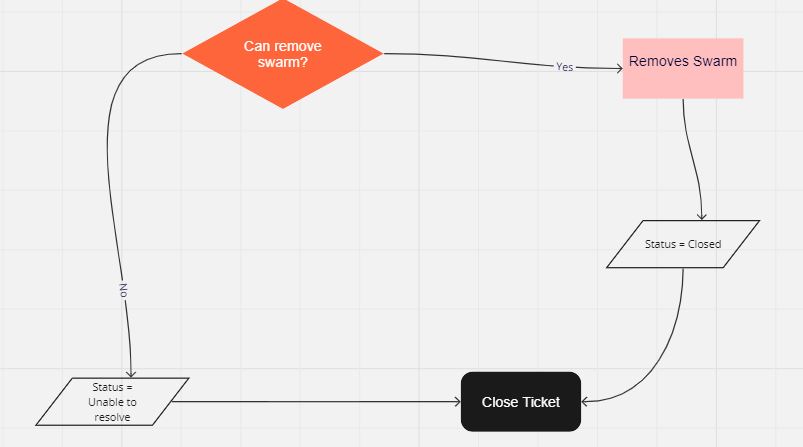 Can remove
swarm?
Yes
Removes Swarm
Status = Closed
No
Status =
Unable to
resolve
Close Ticket